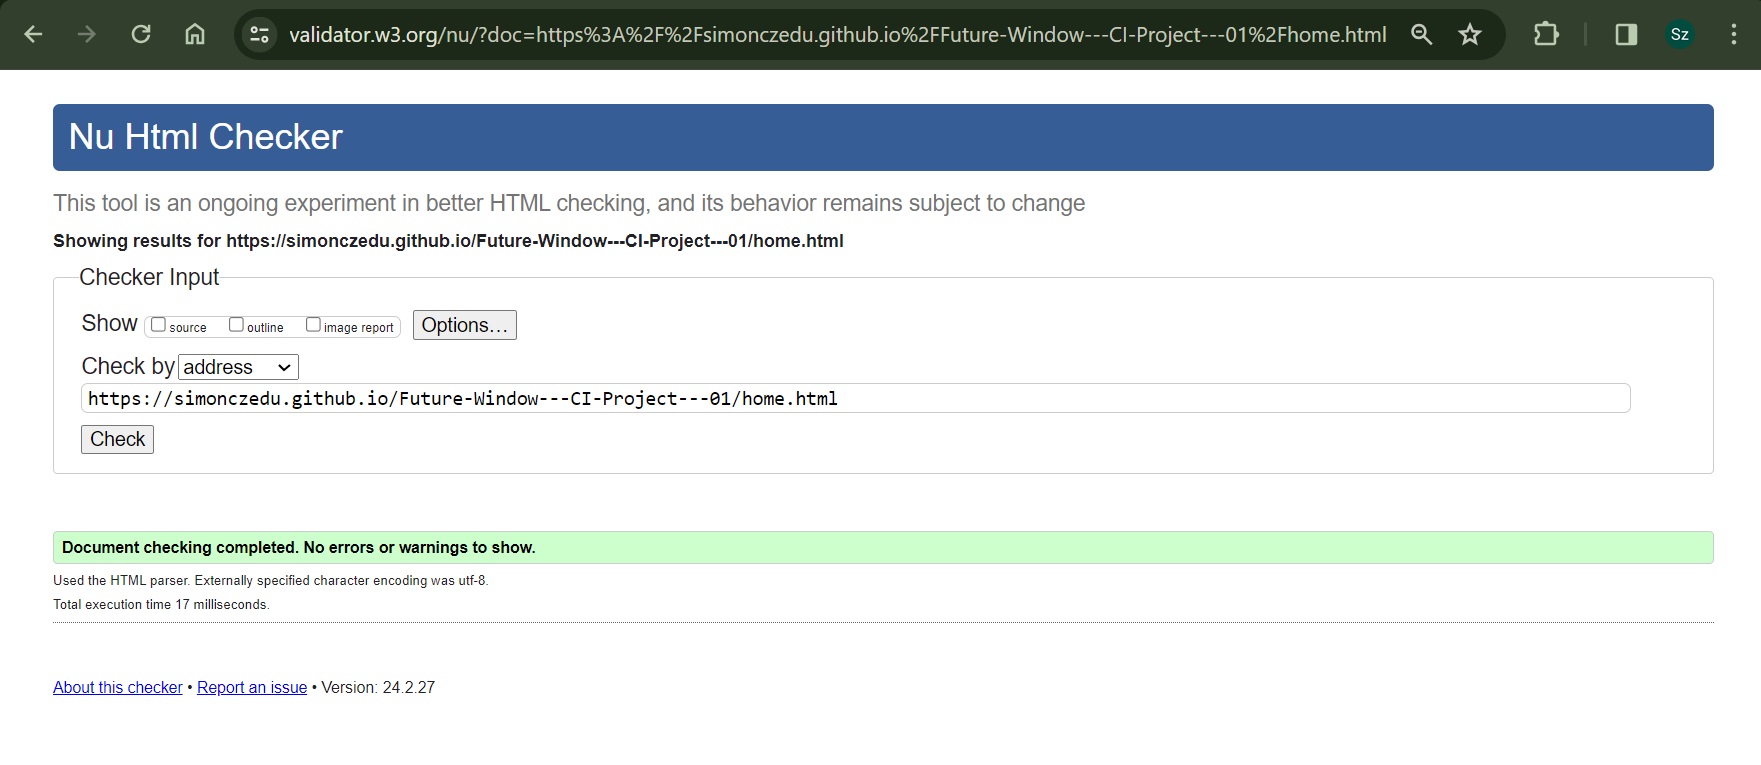 validator.w3.org/nu/?doc=https%3A%2F%2Fsimonczedu.github.io%2FFuture-Window---CI-Project---01%2Fhome.html
Sz
Nu Html Checker
This tool is an ongoing experiment in better HTML checking, and its behavior remains subject to change
Showing results for https://simonczedu.github.io/Future-Window---CI-Project---01/home.html
Checker Input
Show source outline image report Options...
Check by address
https://simonczedu.github.io/Future-Window---CI-Project---01/home.html
Check
Document checking completed. No errors or warnings to show.
Used the HTML parser. Externally specified character encoding was utf-8.
Total execution time 17 milliseconds.
About this checker • Report an issue • Version: 24.2.27